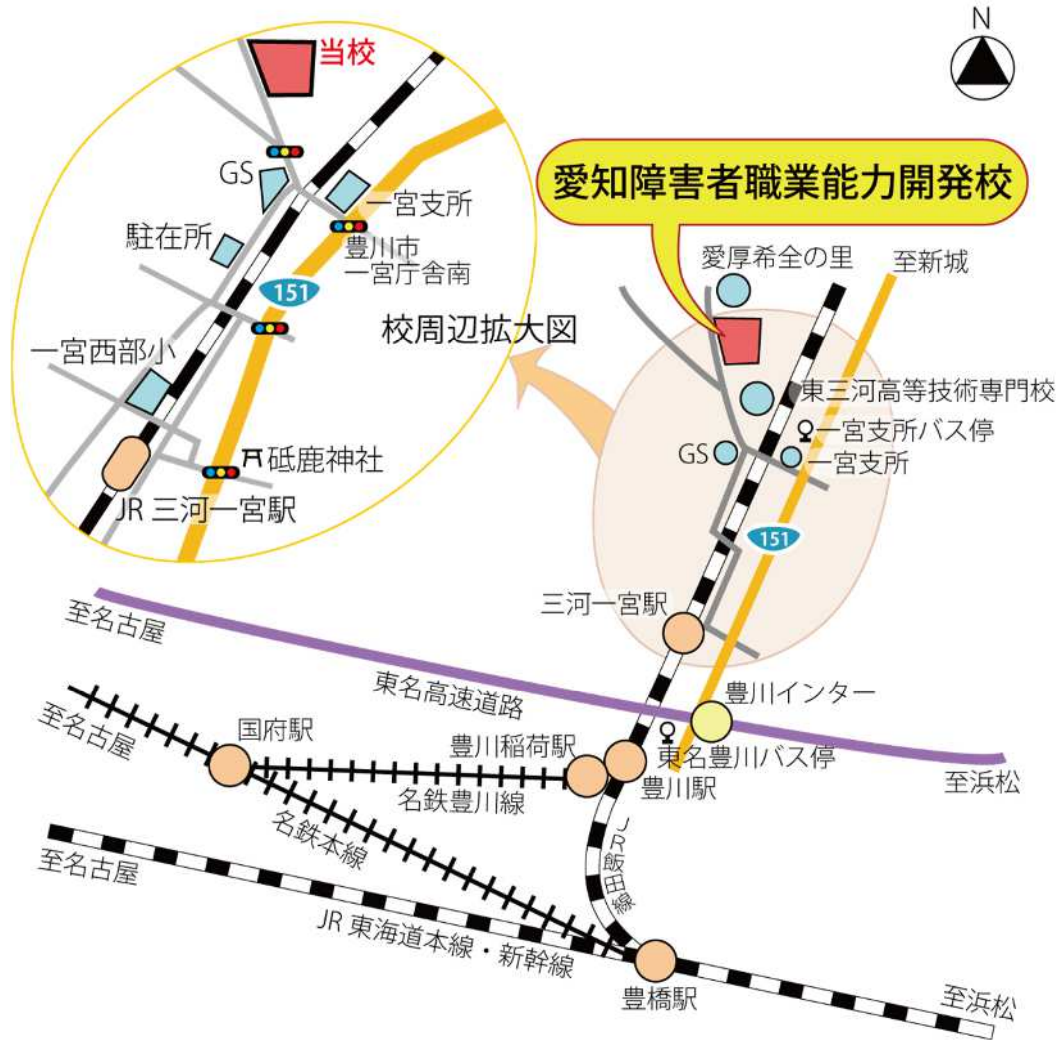 N
当校
GS
一宮支所
駐在所
豊川市
一宮庁舎南
151
一宮西部小
砥鹿神社
JR 三河一宮駅
校周辺拡大図
愛知障害者職業能力開発校
愛厚希全の里
至新城
東三河高等技術専門校
一宮支所バス停
GS
一宮支所
151
三河一宮駅
至名古屋
東名高速道路
豊川インター
至名古屋
国府駅
豊川稲荷駅
東名豊川バス停
豊川駅
至浜松
名鉄豊川線
名鉄本線
JR飯田線
至名古屋
JR 東海道本線・新幹線
豊橋駅
至浜松